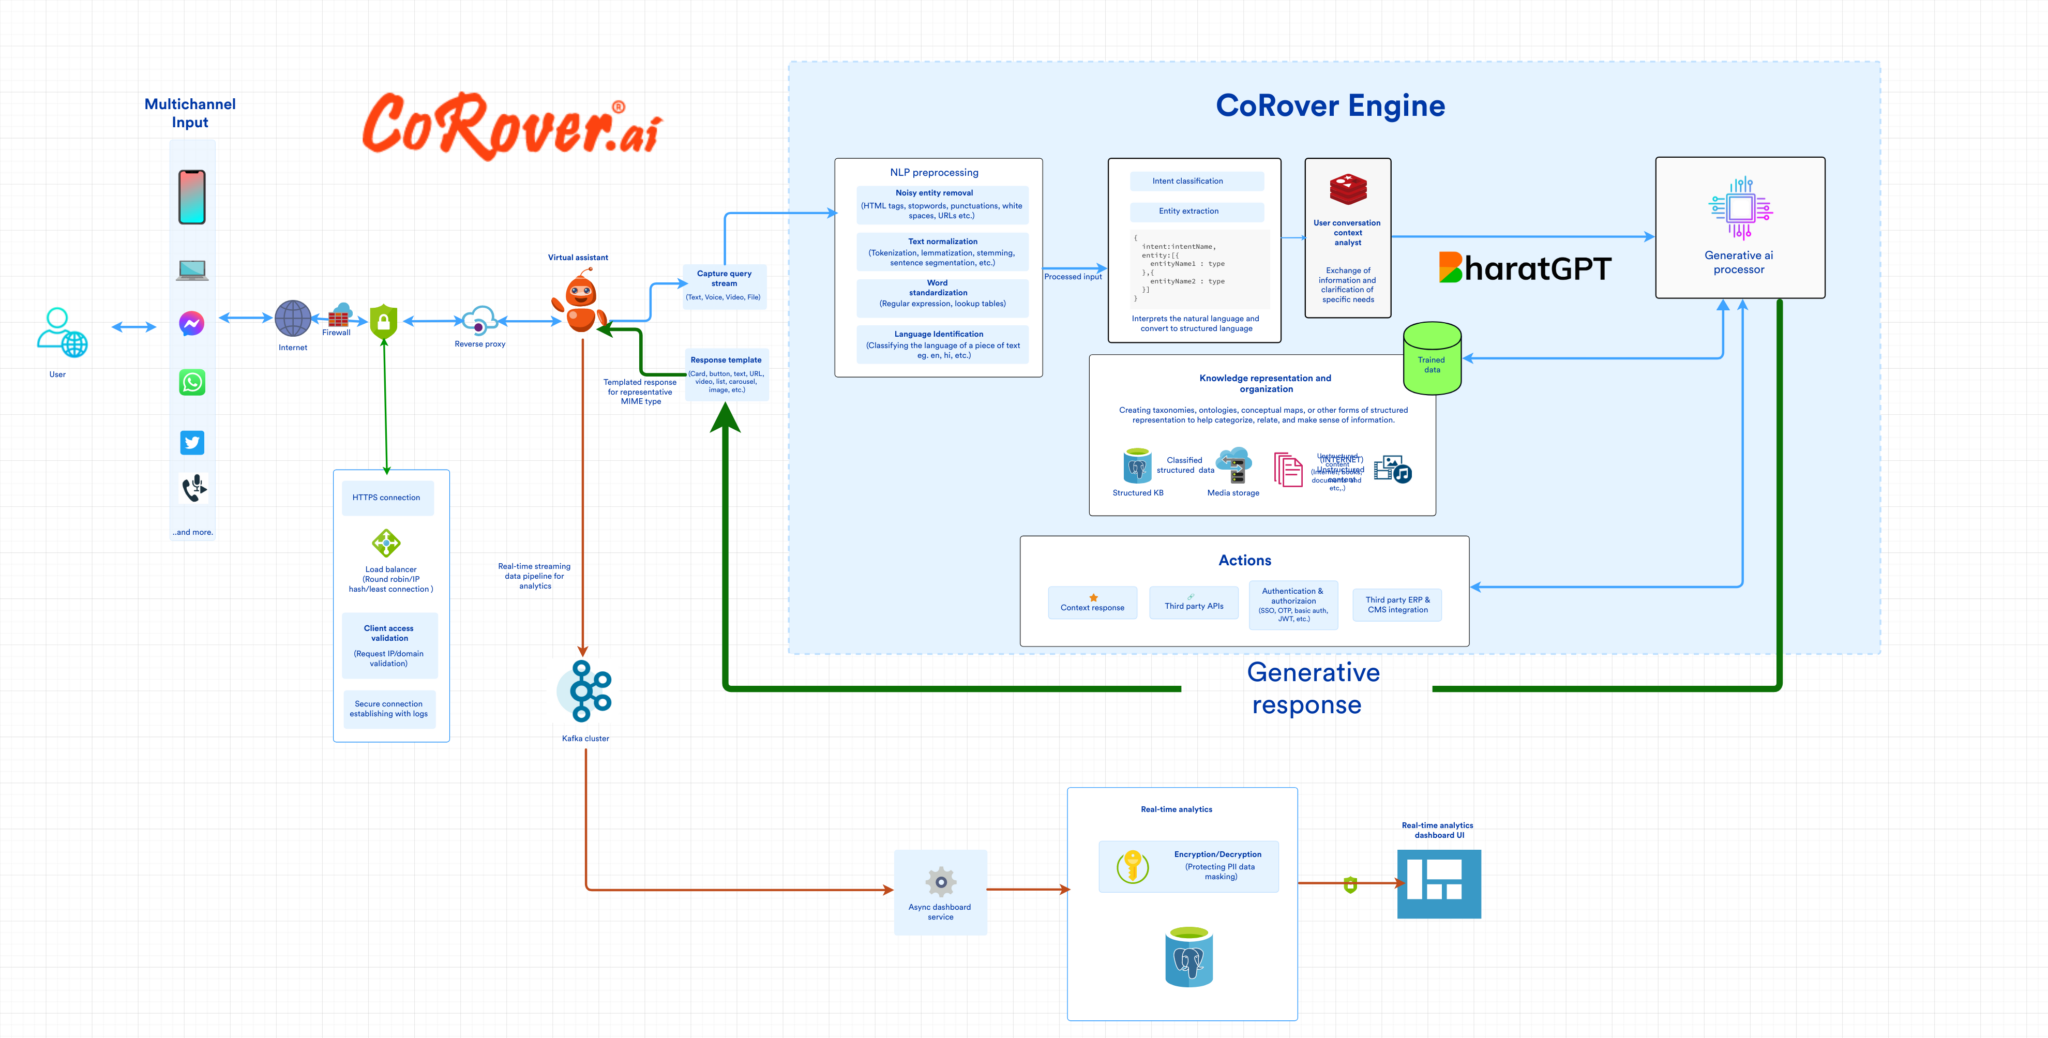 Multichannel
Input
CoRover.ai
®
CoRover Engine
User
..and more.
Internet
Firewall
Reverse proxy
Virtual assistant
Capture query
stream
(Text, Voice, Video, File)
Response template
(Card, button, text, URL,
video, list, carousel,
image, etc.)
Templated response
for representative
MIME type
HTTPS connection
Load balancer
(Round robin/IP
hash/least connection )
Client access
validation
(Request IP/domain
validation)
Secure connection
establishing with logs
Real-time streaming
data pipeline for
analytics
Kafka cluster
NLP preprocessing
Noisy entity removal
(HTML tags, stopwords, punctuations, white
spaces, URLs etc.)
Text normalization
(Tokenization, lemmatization, stemming,
sentence segmentation, etc.)
Word
standardization
(Regular expression, lookup tables)
Language Identification
(Classifying the language of a piece of text
eg. en, hi, etc.)
Processed input
Intent classification
Entity extraction
{
intent:intentName,
entity:[{
entityName1 : type
},{
entityName2 : type
}]
}
Interprets the natural language and
convert to structured language
User conversation
context
analyst
Exchange of
information and
clarification of
specific needs
BharatGPT
Generative ai
processor
Trained
data
Knowledge representation and
organization
Creating taxonomies, ontologies, conceptual maps, or other forms of structured
representation to help categorize, relate, and make sense of information.
Structured KB
Classified
structured data
Media storage
(INTERNET)
Unstructured
content
Unstructured
content
(Internet, books,
documents and
etc,.)
Actions
Context response
Third party APIs
Authentication &
authorizaion
(SSO, OTP, basic auth,
JWT, etc.)
Third party ERP &
CMS integration
Generative
response
Async dashboard
service
Real-time analytics
Encryption/Decryption
(Protecting PII data
masking)
Real-time analytics
dashboard UI